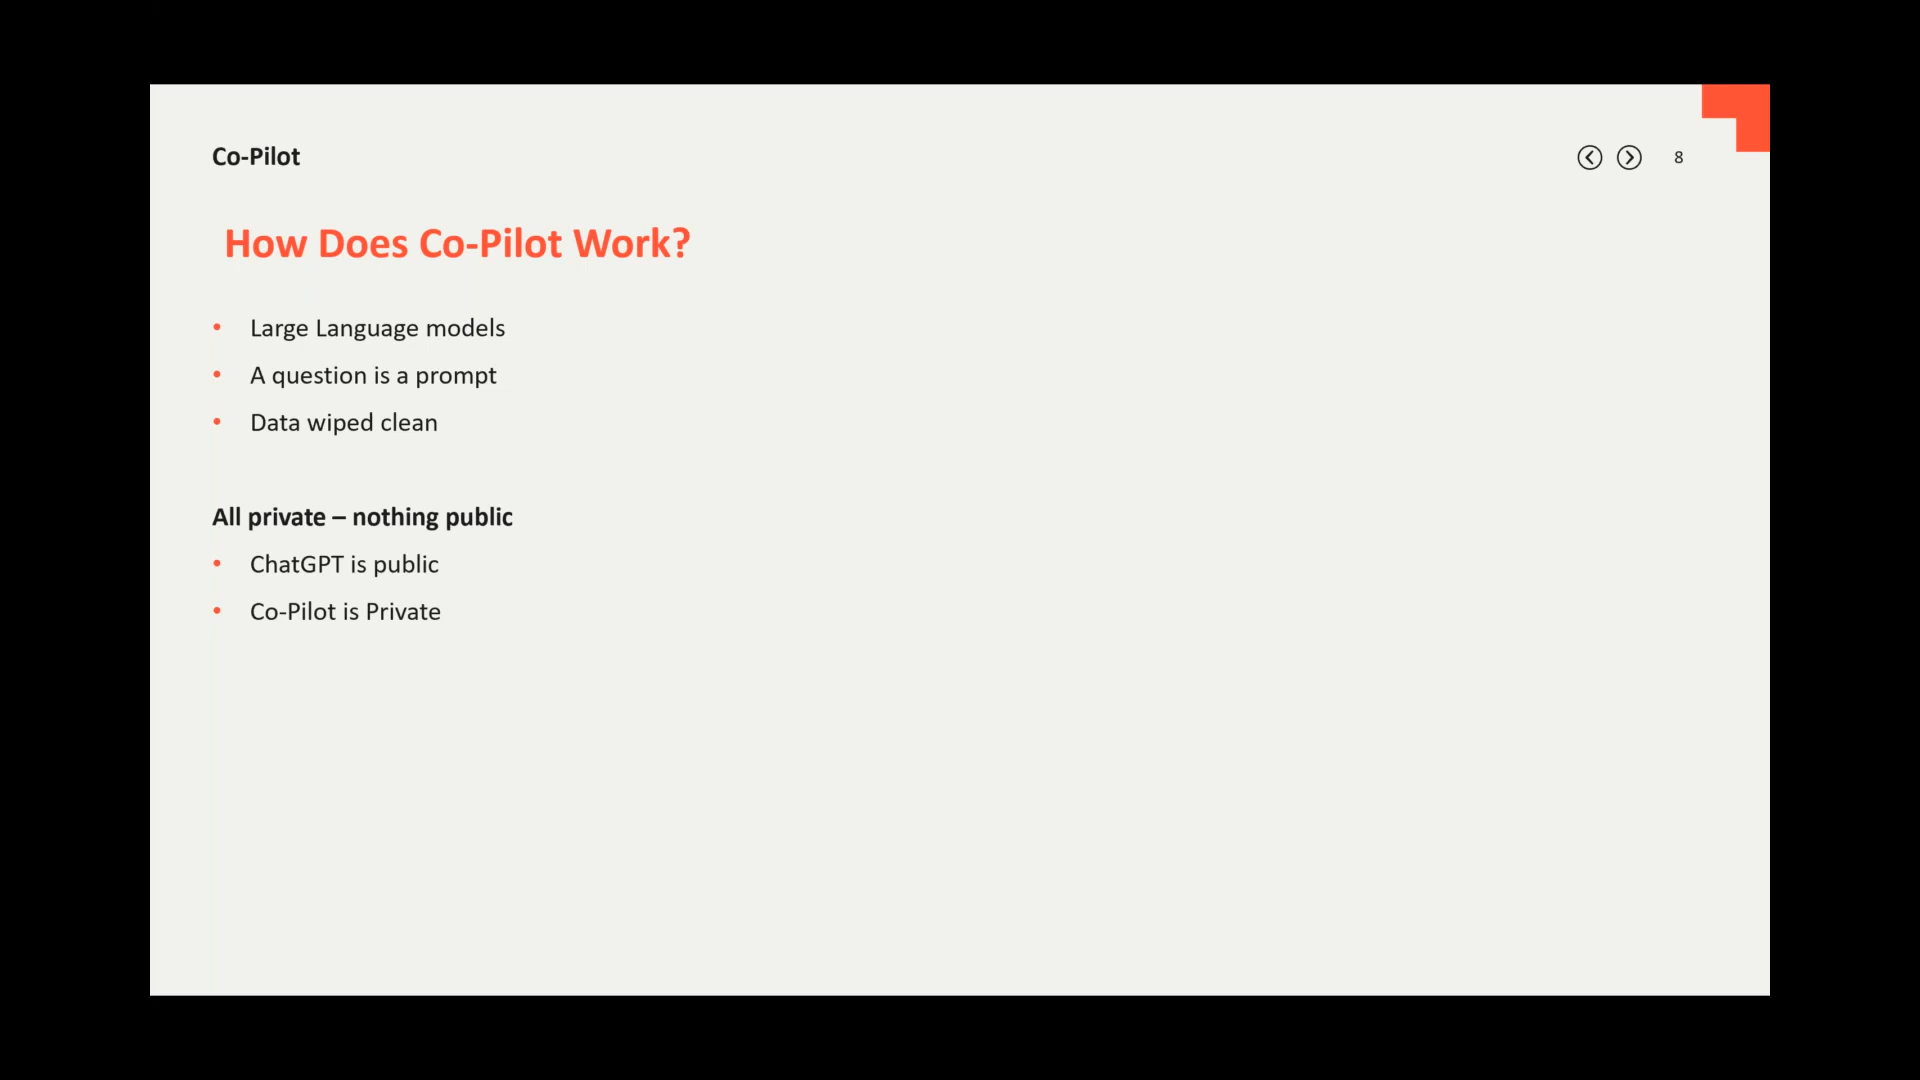 Co-Pilot
8
How Does Co-Pilot Work?
• Large Language models
• A question is a prompt
• Data wiped clean
All private – nothing public
• ChatGPT is public
• Co-Pilot is Private